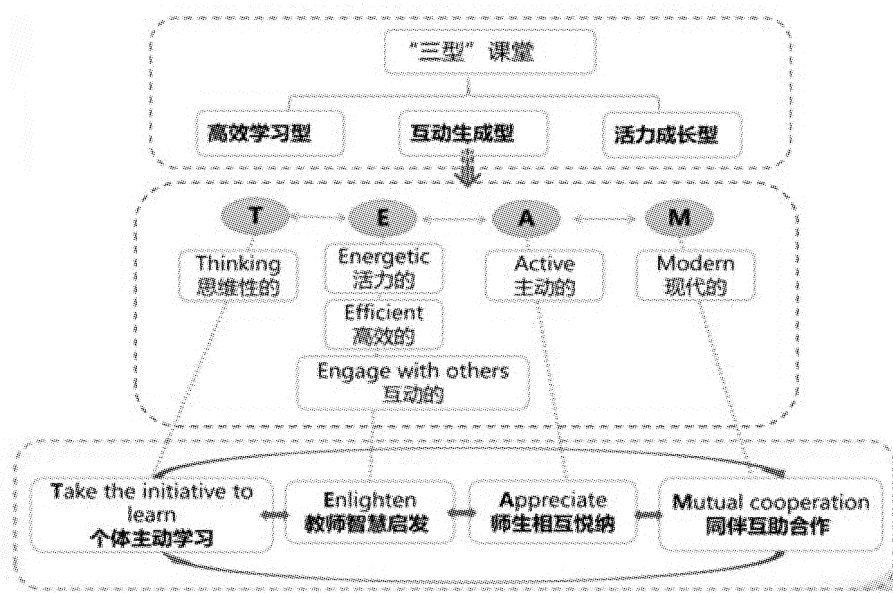 “三型” 课堂
高效学习型
互动生成型
活力成长型
T
E
A
M
Thinking
思维性的
Energetic
活力的
Active
主动的
Modern
现代的
Efficient
高效的
Engage with others
互动的
Take the initiative to
learn
个体主动学习
Enlighten
教师智慧启发
Appreciate
师生相互悦纳
Mutual cooperation
同伴互助合作